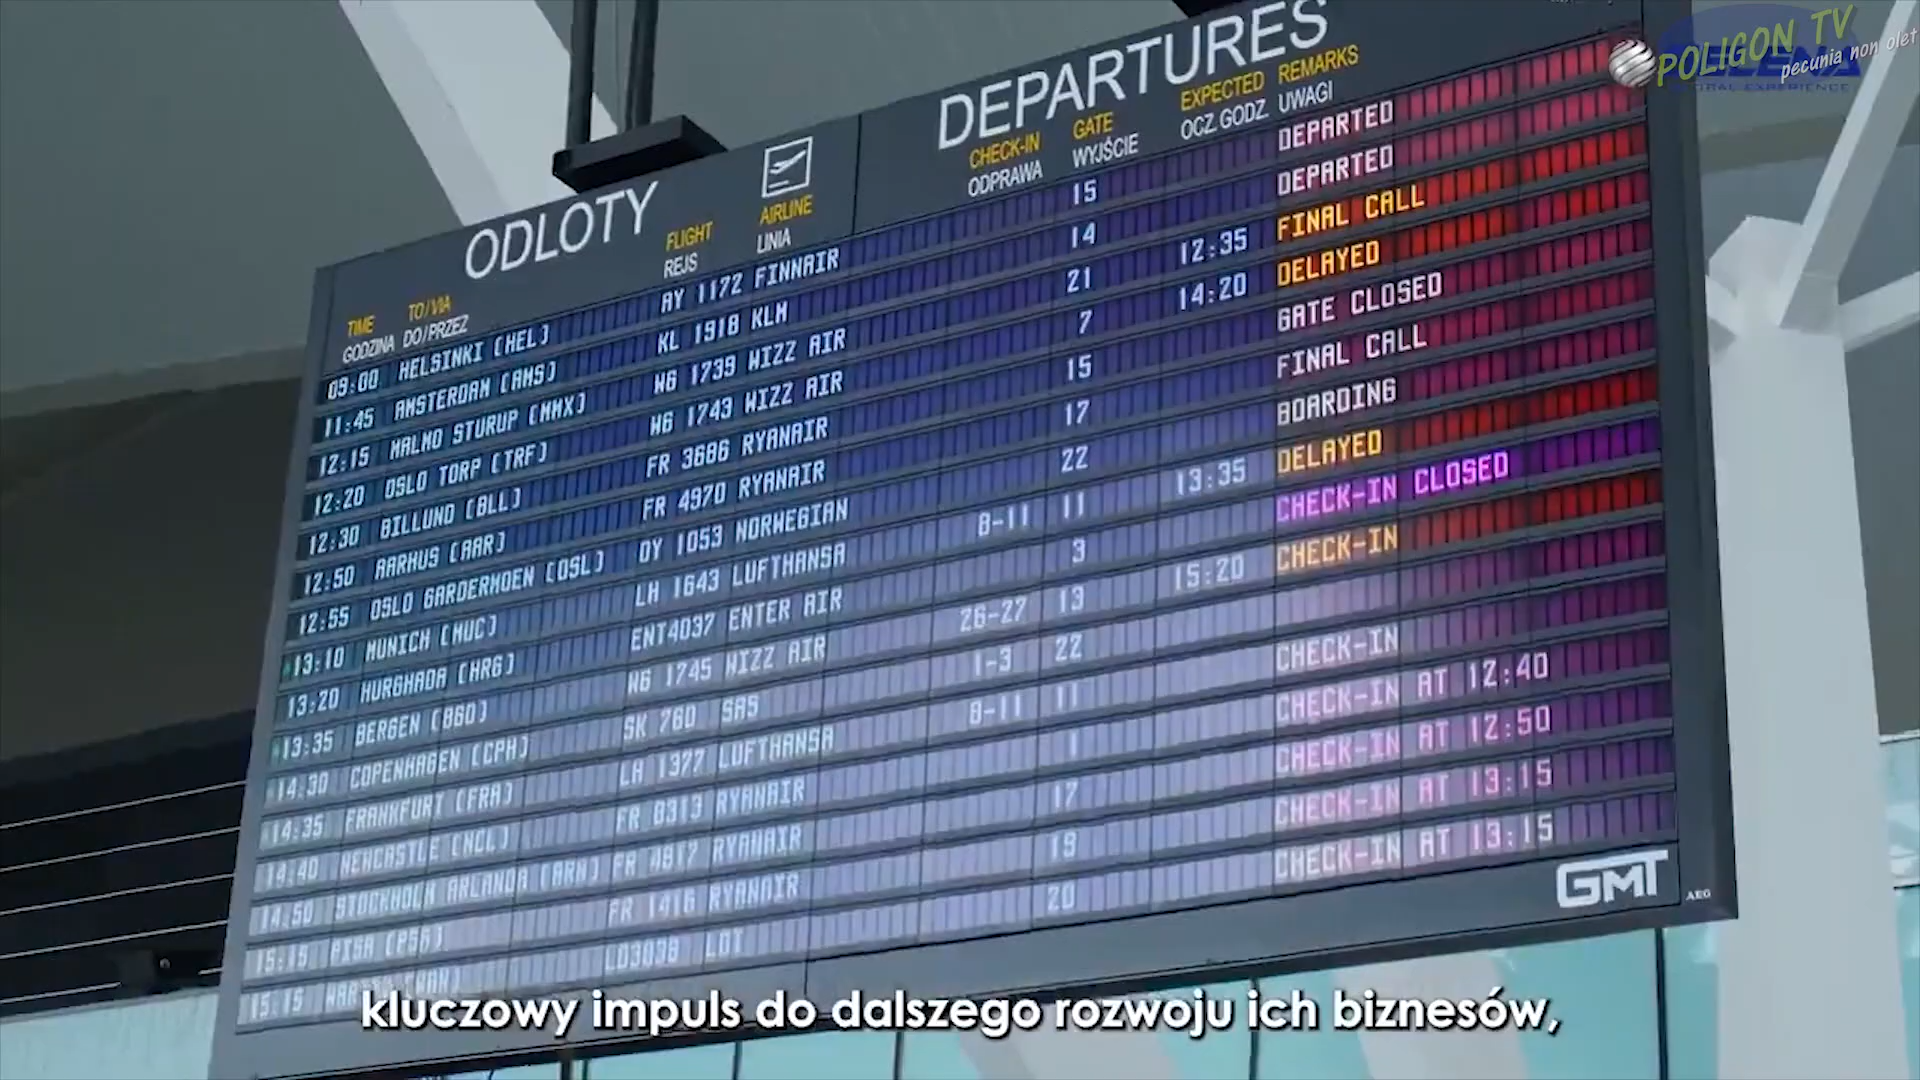 POLIGON TV
pecunia non olet
ODLOTY DEPARTURES
TIME TO/VIA FLIGHT AIRLINE CHECK-IN GATE EXPECTED REMARKS
GODZINA DO/PRZEZ REJS LINIA ODPRAWA WYJŚCIE OCZ.GODZ. UWAGI
09:00 HELSINKI (HEL) AY 1172 FINNAIR 15 DEPARTED
11:45 AMSTERDAM (AMS) KL 1918 KLM 14 DEPARTED
12:15 MALMO STURUP (MMX) W6 1739 WIZZ AIR 21 12:35 FINAL CALL
12:20 OSLO TORP (TRF) W6 1743 WIZZ AIR 7 14:20 DELAYED
12:30 BILLUND (BLL) FR 3686 RYANAIR 15 GATE CLOSED
12:50 AARHUS (AAR) FR 4970 RYANAIR 17 FINAL CALL
12:55 OSLO GARDERMOEN (OSL) DY 1053 NORWEGIAN 22 BOARDING
13:10 MUNICH (MUC) LH 1643 LUFTHANSA 8-11 11 13:35 DELAYED
13:20 HURGHADA (HRG) ENT4037 ENTER AIR 3 CHECK-IN CLOSED
13:35 BERGEN (BGO) W6 1745 WIZZ AIR 26-27 13 15:20 CHECK-IN
14:30 COPENHAGEN (CPH) SK 760 SAS 1-3 22
14:35 FRANKFURT (FRA) LH 1377 LUFTHANSA 8-11 11 CHECK-IN
14:40 NEWCASTLE (NCL) FR 8313 RYANAIR 1 CHECK-IN AT 12:40
14:50 STOCKHOLM ARLANDA (ARN) FR 4817 RYANAIR 17 CHECK-IN AT 12:50
15:15 PISA (PSA) FR 1416 RYANAIR 19 CHECK-IN AT 13:15
15:15 LOT 20 CHECK-IN AT 13:15
GMT
AEG
kluczowy impuls do dalszego rozwoju ich biznesów,